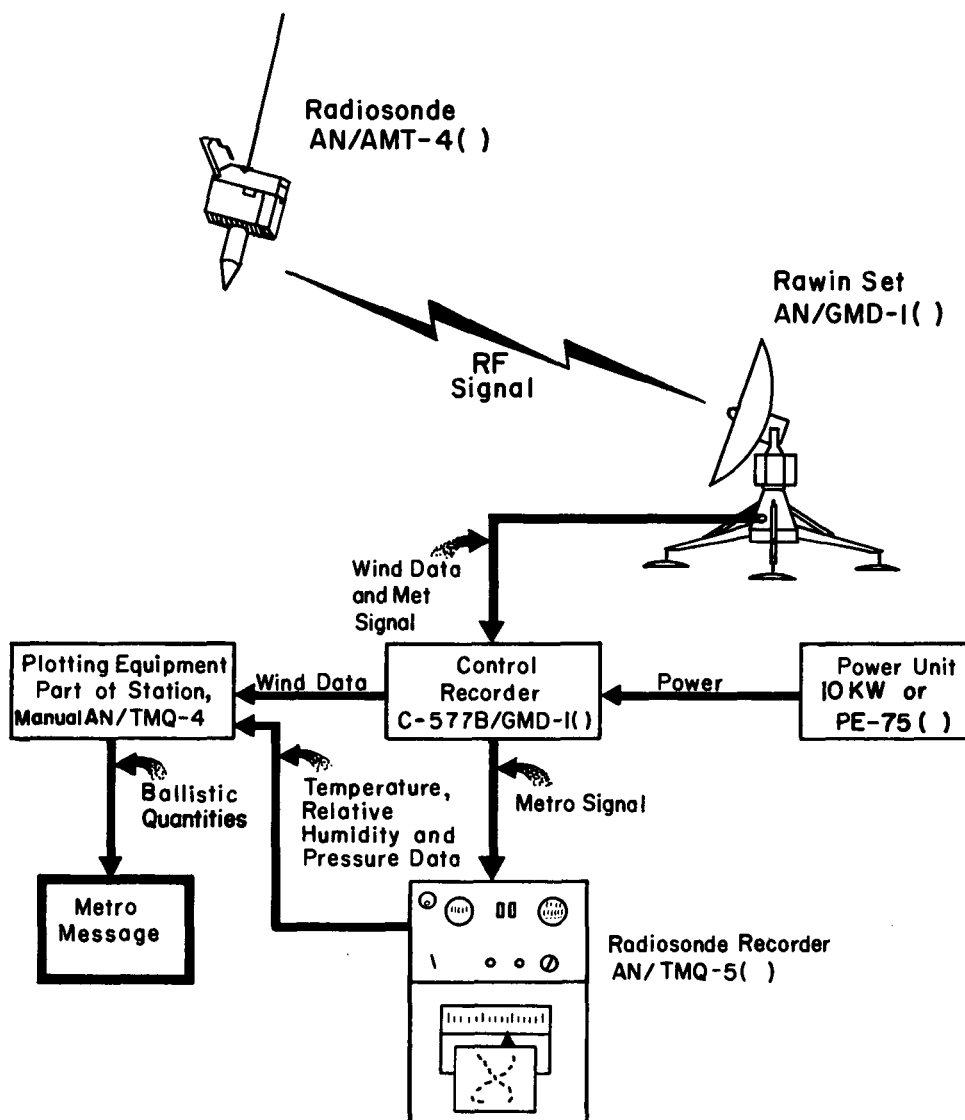 Radiosonde
AN/AMT-4( )
Rawin Set
AN/GMD-1( )
RF
Signal
Wind Data
and Met
Signal
Plotting Equipment
Part of Station,
Manual AN/TMQ-4
Wind Data
Control
Recorder
C-577B/GMD-1()
Power
Power Unit
10 KW or
PE-75 ( )
Ballistic
Quantities
Temperature,
Relative
Humidity and
Pressure Data
Metro Signal
Metro
Message
Radiosonde Recorder
AN/TMQ-5( )